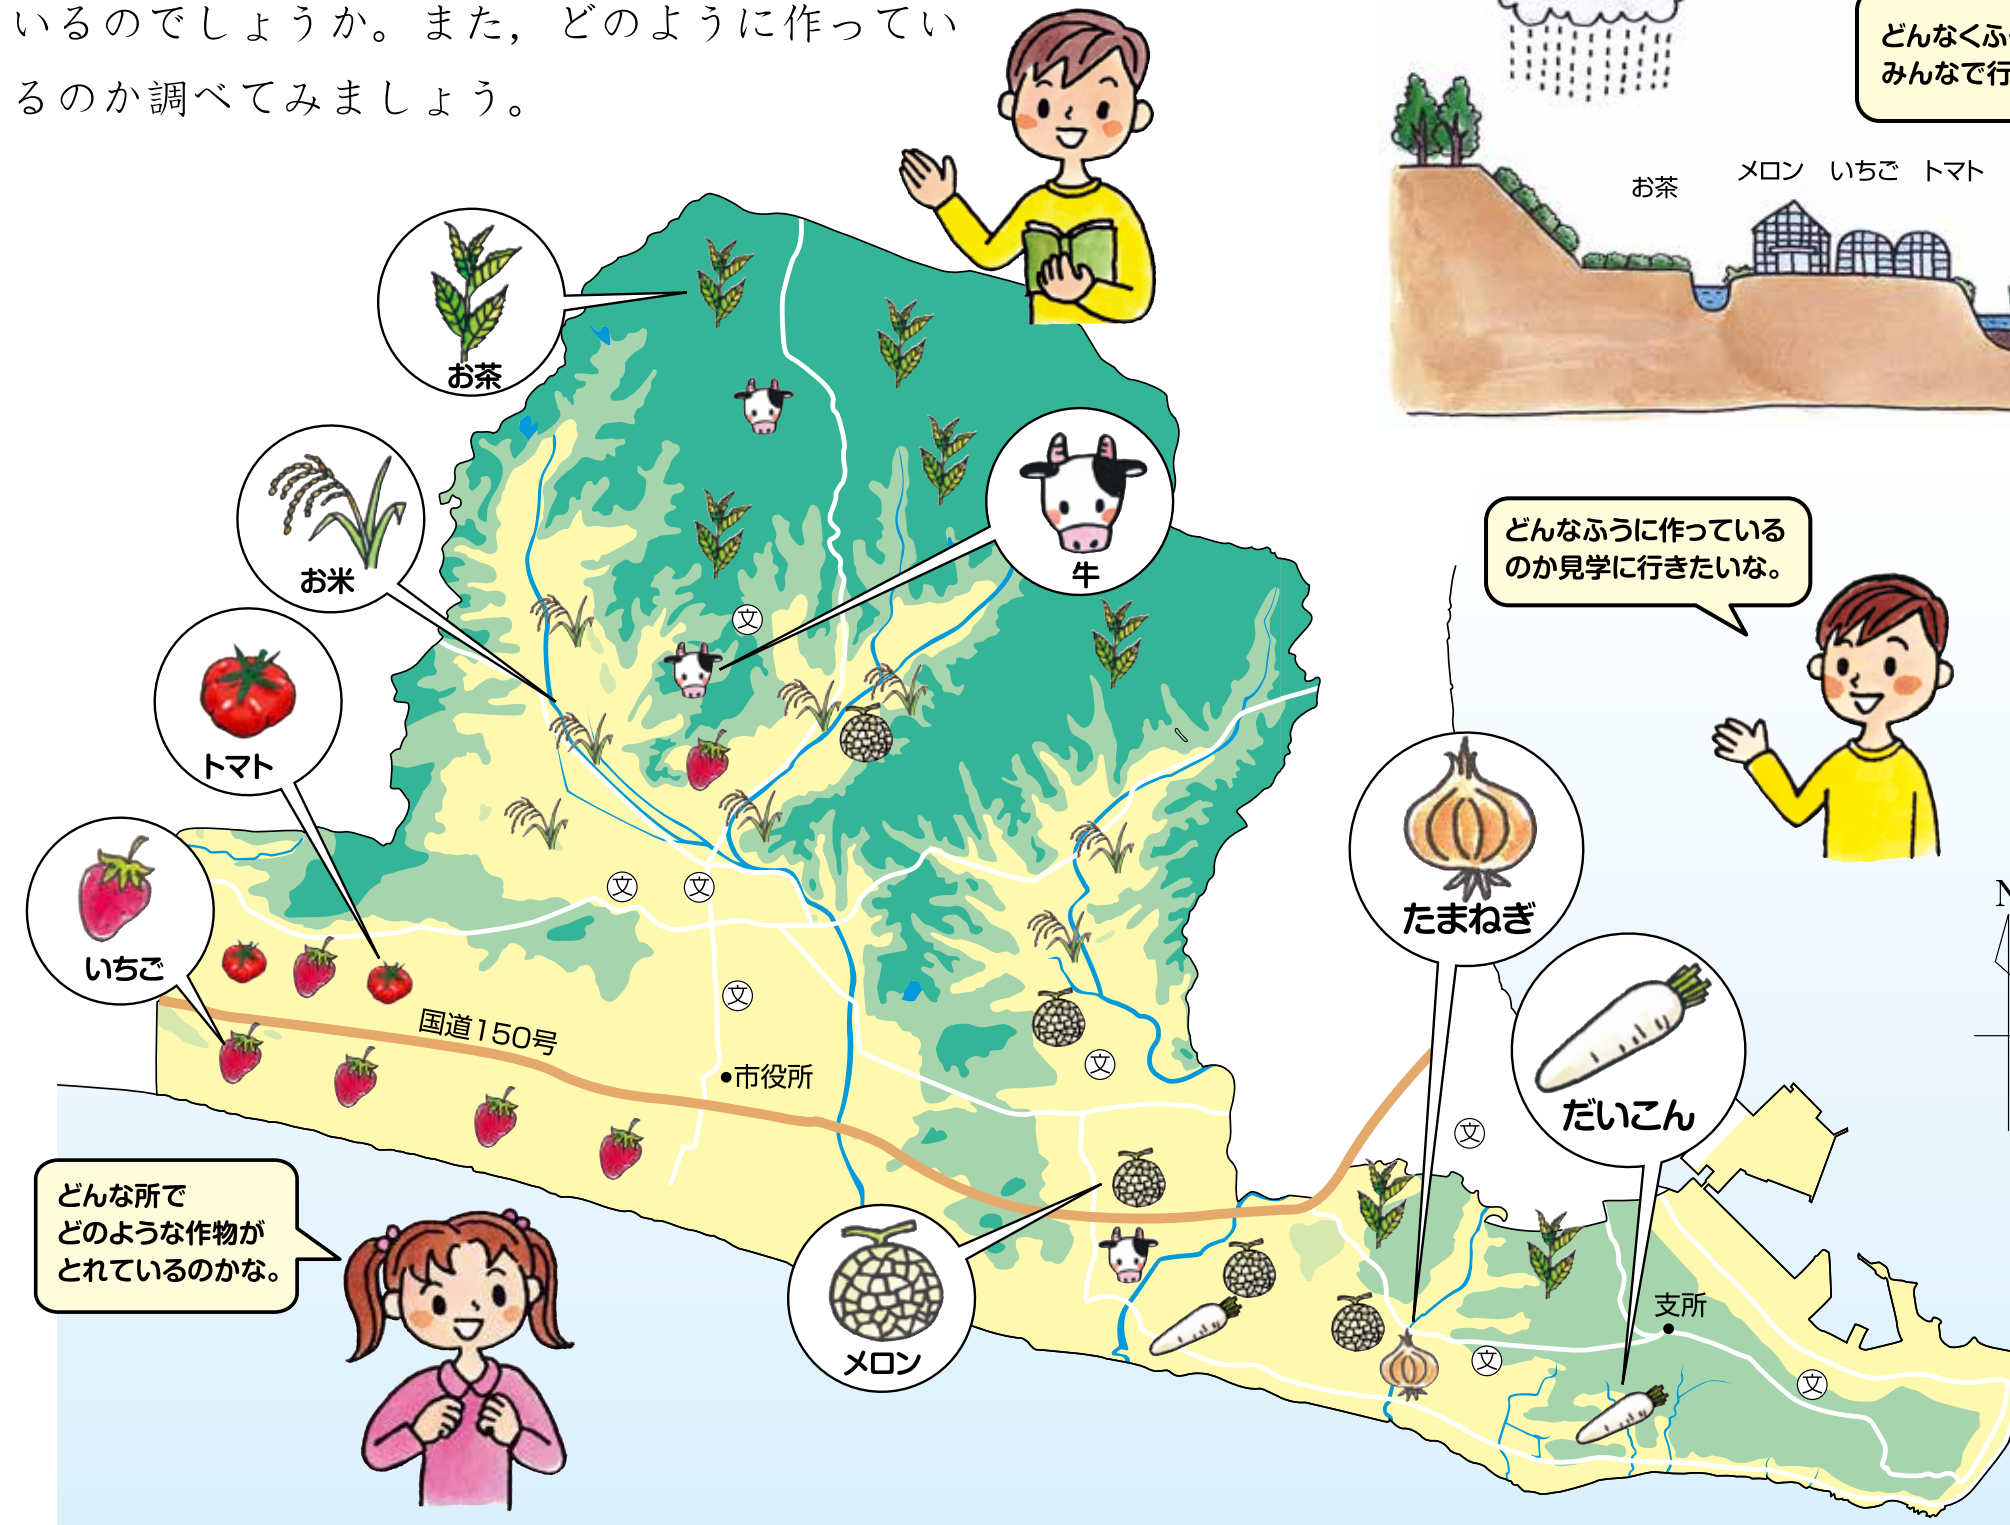 いるのでしょうか。また，どのように作ってい
るのか調べてみましょう。
どんなくふ
みんなで行
お茶
メロン
いちご
トマト
お茶
お米
牛
トマト
いちご
どんなふうに作っている
のか見学に行きたいな。
文
文
文
文
たまねぎ
N
だいこん
国道150号
市役所
文
文
どんな所で
どのような作物が
とれているのかな。
メロン
支所
文
文